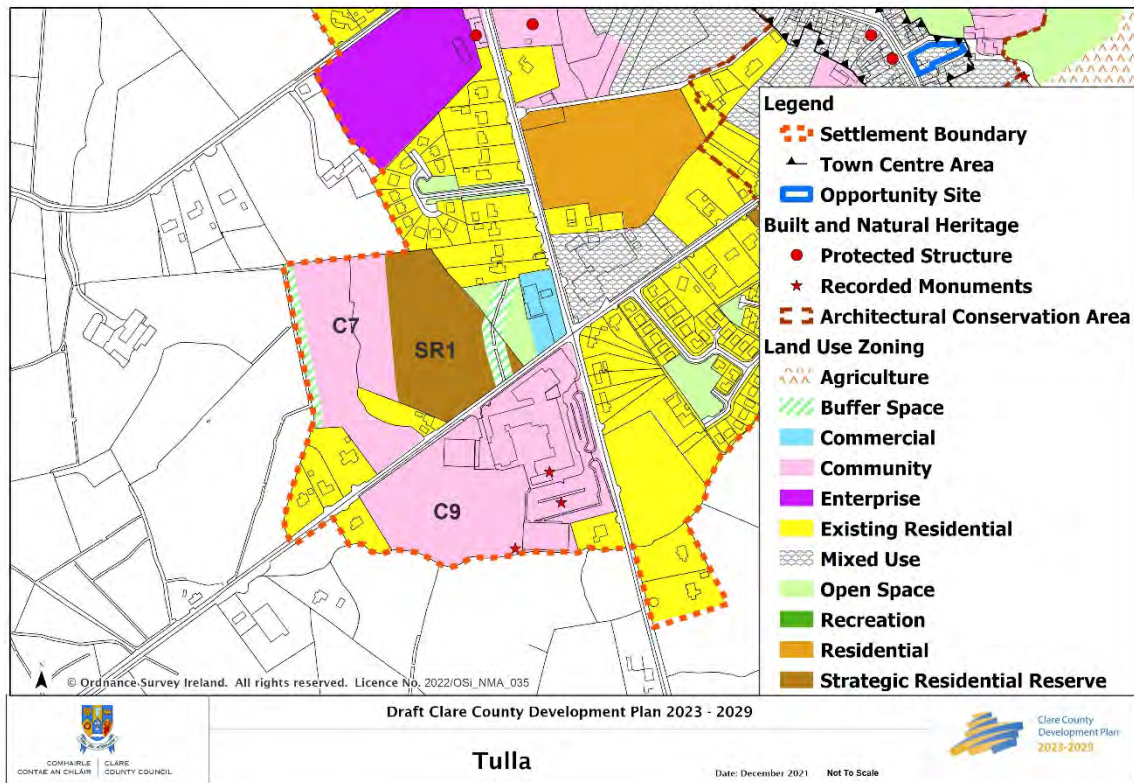 C7
SR1
C9
Legend
Settlement Boundary
Town Centre Area
Opportunity Site
Built and Natural Heritage
Protected Structure
Recorded Monuments
Architectural Conservation Area
Land Use Zoning
Agriculture
Buffer Space
Commercial
Community
Enterprise
Existing Residential
Mixed Use
Open Space
Recreation
Residential
Strategic Residential Reserve
N
© Ordnance Survey Ireland. All rights reserved. Licence No. 2022/OSi_NMA_035
COMHAIRLE CONTAE AN CHLÁIR
CLARE COUNTY COUNCIL
Draft Clare County Development Plan 2023 - 2029
Tulla
Date: December 2021 Not To Scale
Clare County
Development Plan
2023-2029